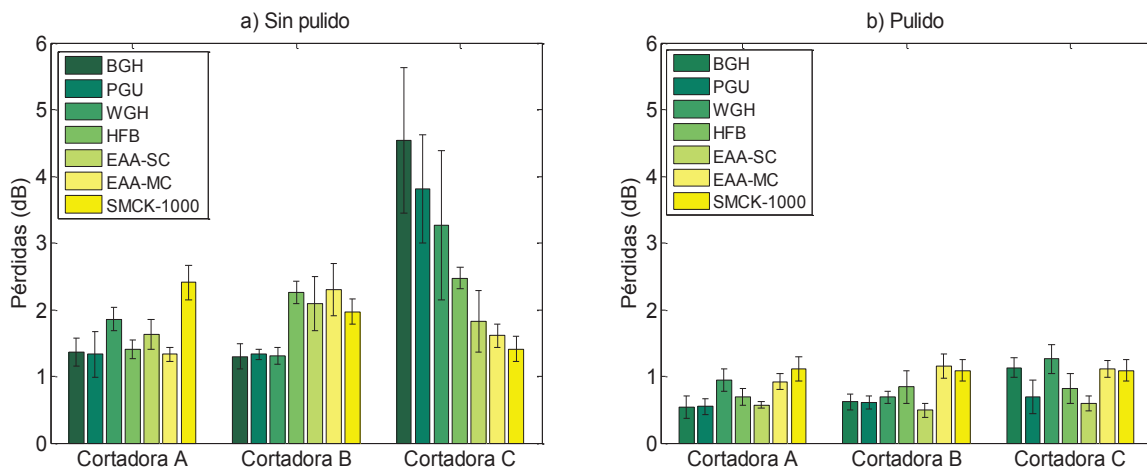 a) Sin pulido
Pérdidas (dB)
6
5
4
3
2
1
0
BGH
PGU
WGH
HFB
EAA-SC
EAA-MC
SMCK-1000
Cortadora A
Cortadora B
Cortadora C
b) Pulido
Pérdidas (dB)
6
5
4
3
2
1
0
BGH
PGU
WGH
HFB
EAA-SC
EAA-MC
SMCK-1000
Cortadora A
Cortadora B
Cortadora C